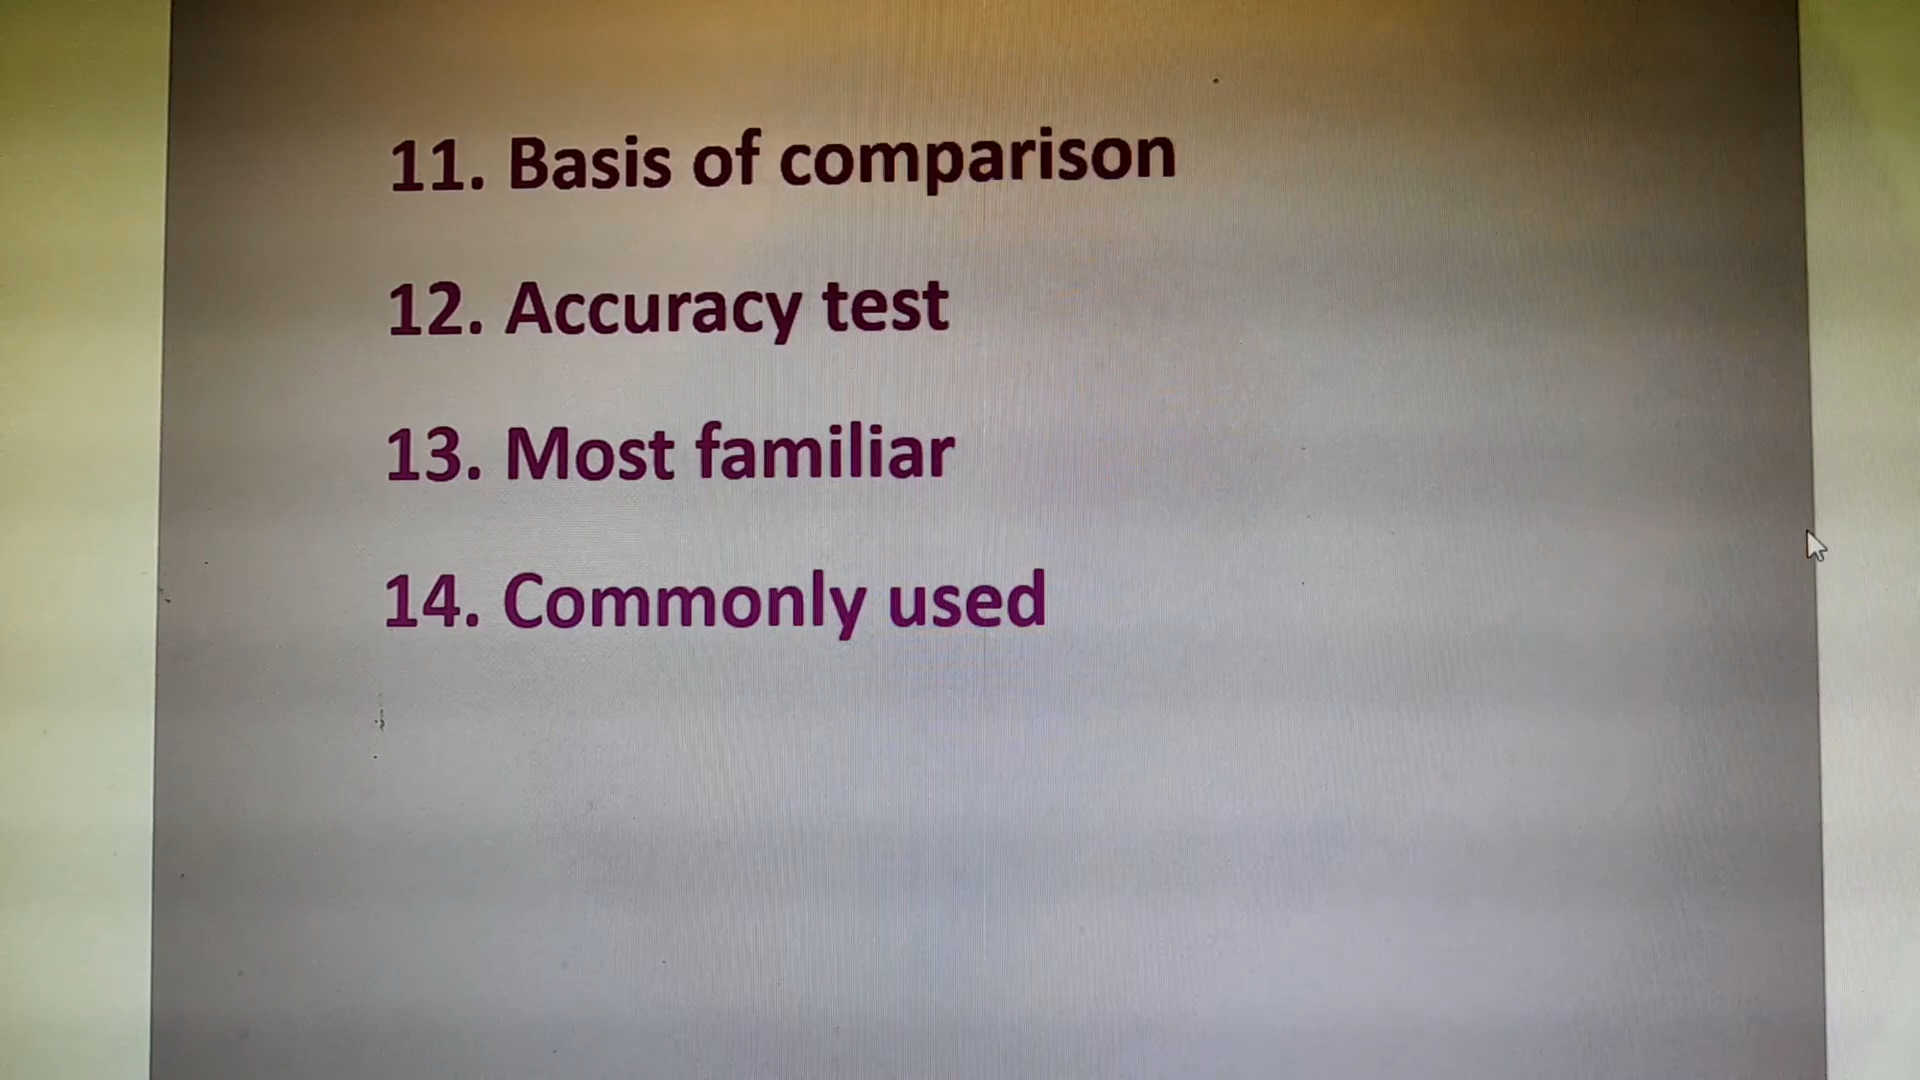 11. Basis of comparison
12. Accuracy test
13. Most familiar
14. Commonly used